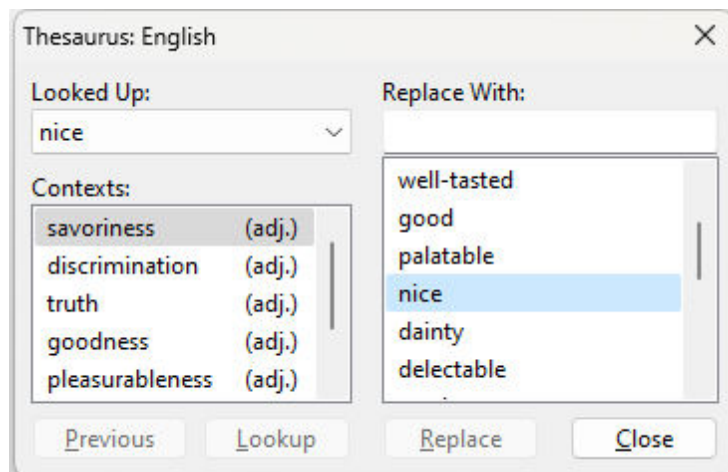 Thesaurus: English
Looked Up:
nice
Contexts:
savoriness (adj.)
discrimination (adj.)
truth (adj.)
goodness (adj.)
pleasurableness (adj.)
Replace With:
well-tasted
good
palatable
nice
dainty
delectable
Previous
Lookup
Replace
Close